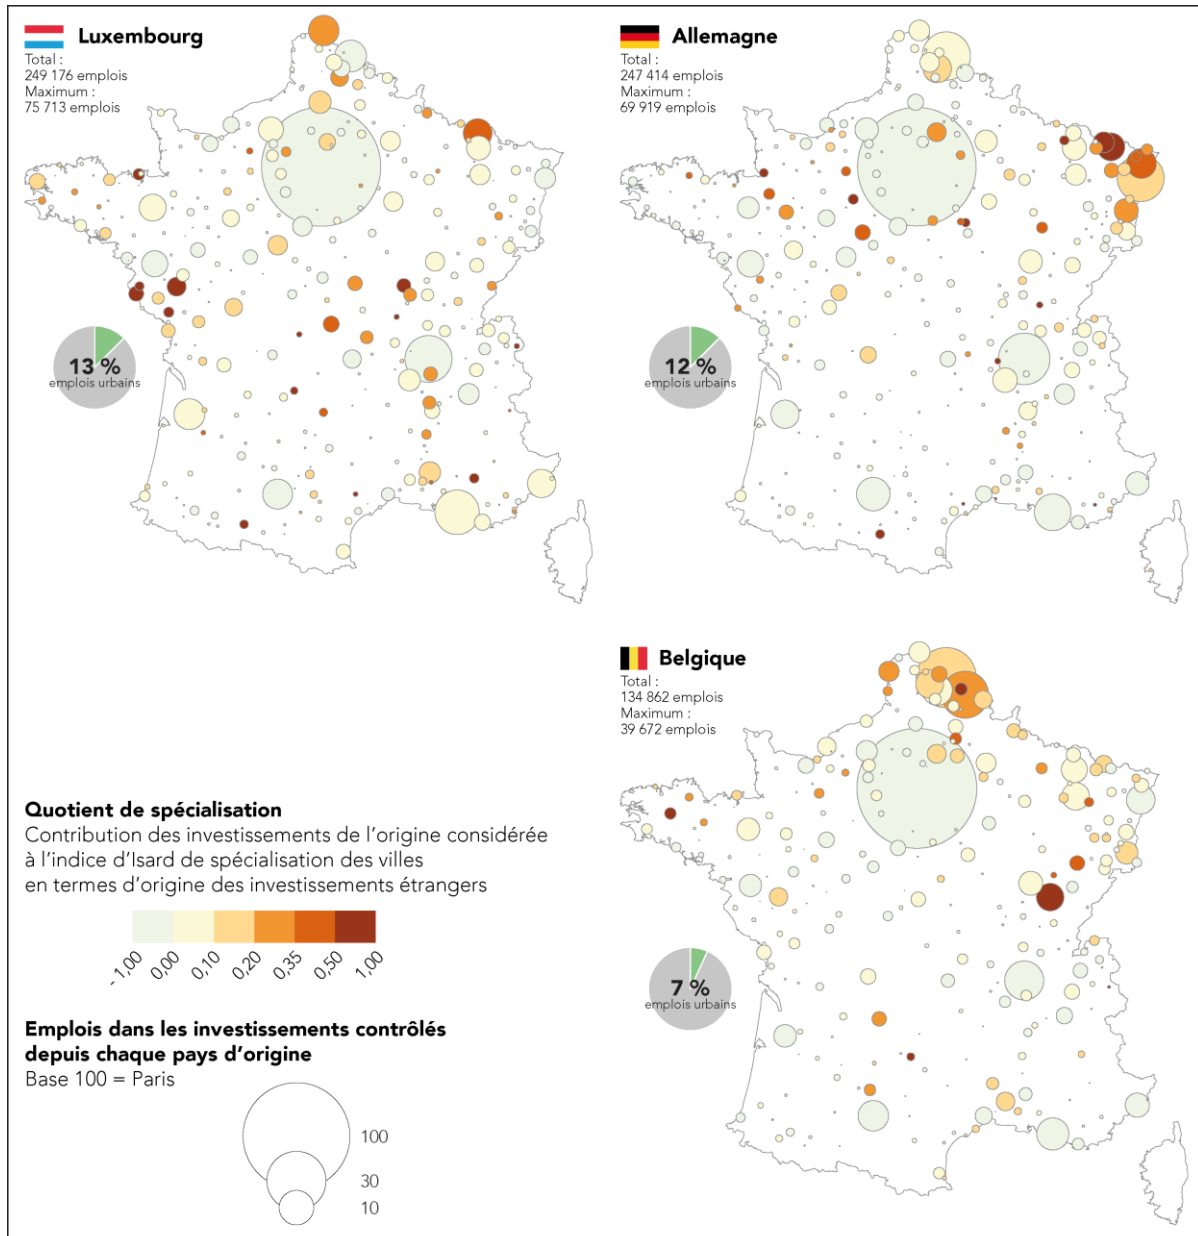 Luxembourg
Total :
249 176 emplois
Maximum :
75 713 emplois
13 %
emplois urbains
Allemagne
Total :
247 414 emplois
Maximum :
69 919 emplois
12 %
emplois urbains
Belgique
Total :
134 862 emplois
Maximum :
39 672 emplois
7 %
emplois urbains
Quotient de spécialisation
Contribution des investissements de l'origine considérée
à l'indice d'Isard de spécialisation des villes
en termes d'origine des investissements étrangers
-1,00
0,00
0,10
0,20
0,35
0,50
1,00
Emplois dans les investissements contrôlés
depuis chaque pays d'origine
Base 100 = Paris
100
30
10